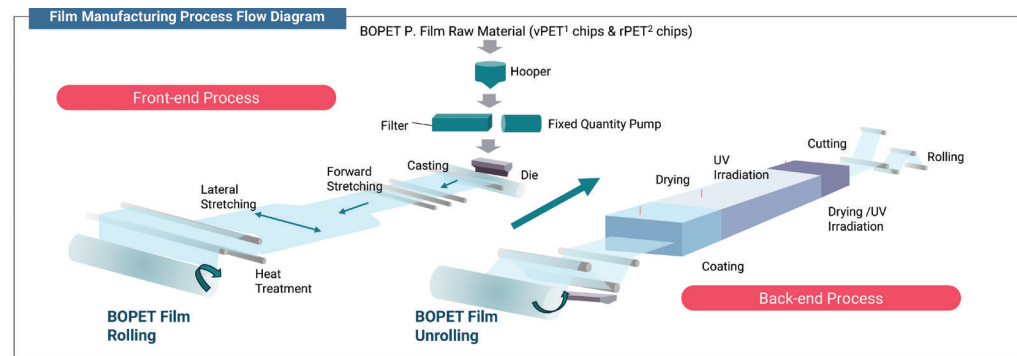 Film Manufacturing Process Flow Diagram
BOPET P. Film Raw Material (vPET¹ chips & rPET² chips)
Hooper
Front-end Process
Filter
Fixed Quantity Pump
Casting
Die
Forward
Stretching
Lateral
Stretching
Heat
Treatment
BOPET Film
Rolling
BOPET Film
Unrolling
Coating
Drying
UV
Irradiation
Drying /UV
Irradiation
Cutting
Rolling
Back-end Process